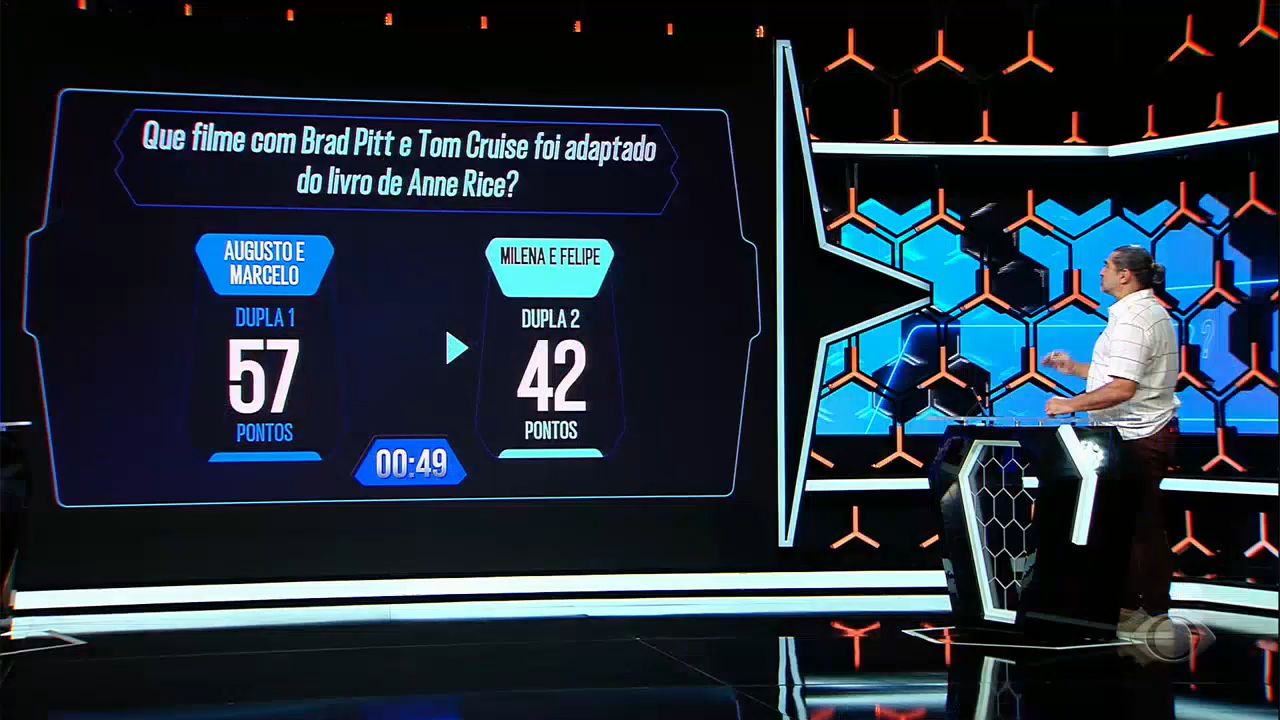 Que filme com Brad Pitt e Tom Cruise foi adaptado
do livro de Anne Rice?
AUGUSTO E
MARCELO
DUPLA 1
57
PONTOS
MILENA E FELIPE
DUPLA 2
42
PONTOS
00:49
?